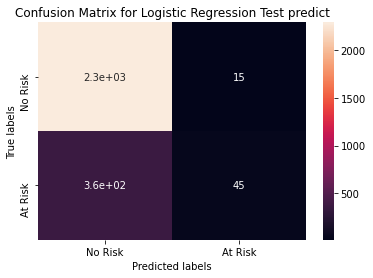 Confusion Matrix for Logistic Regression Test predict
True labels
No Risk
At Risk
2.3e+03
15
3.6e+02
45
2000
1500
1000
500
No Risk
At Risk
Predicted labels